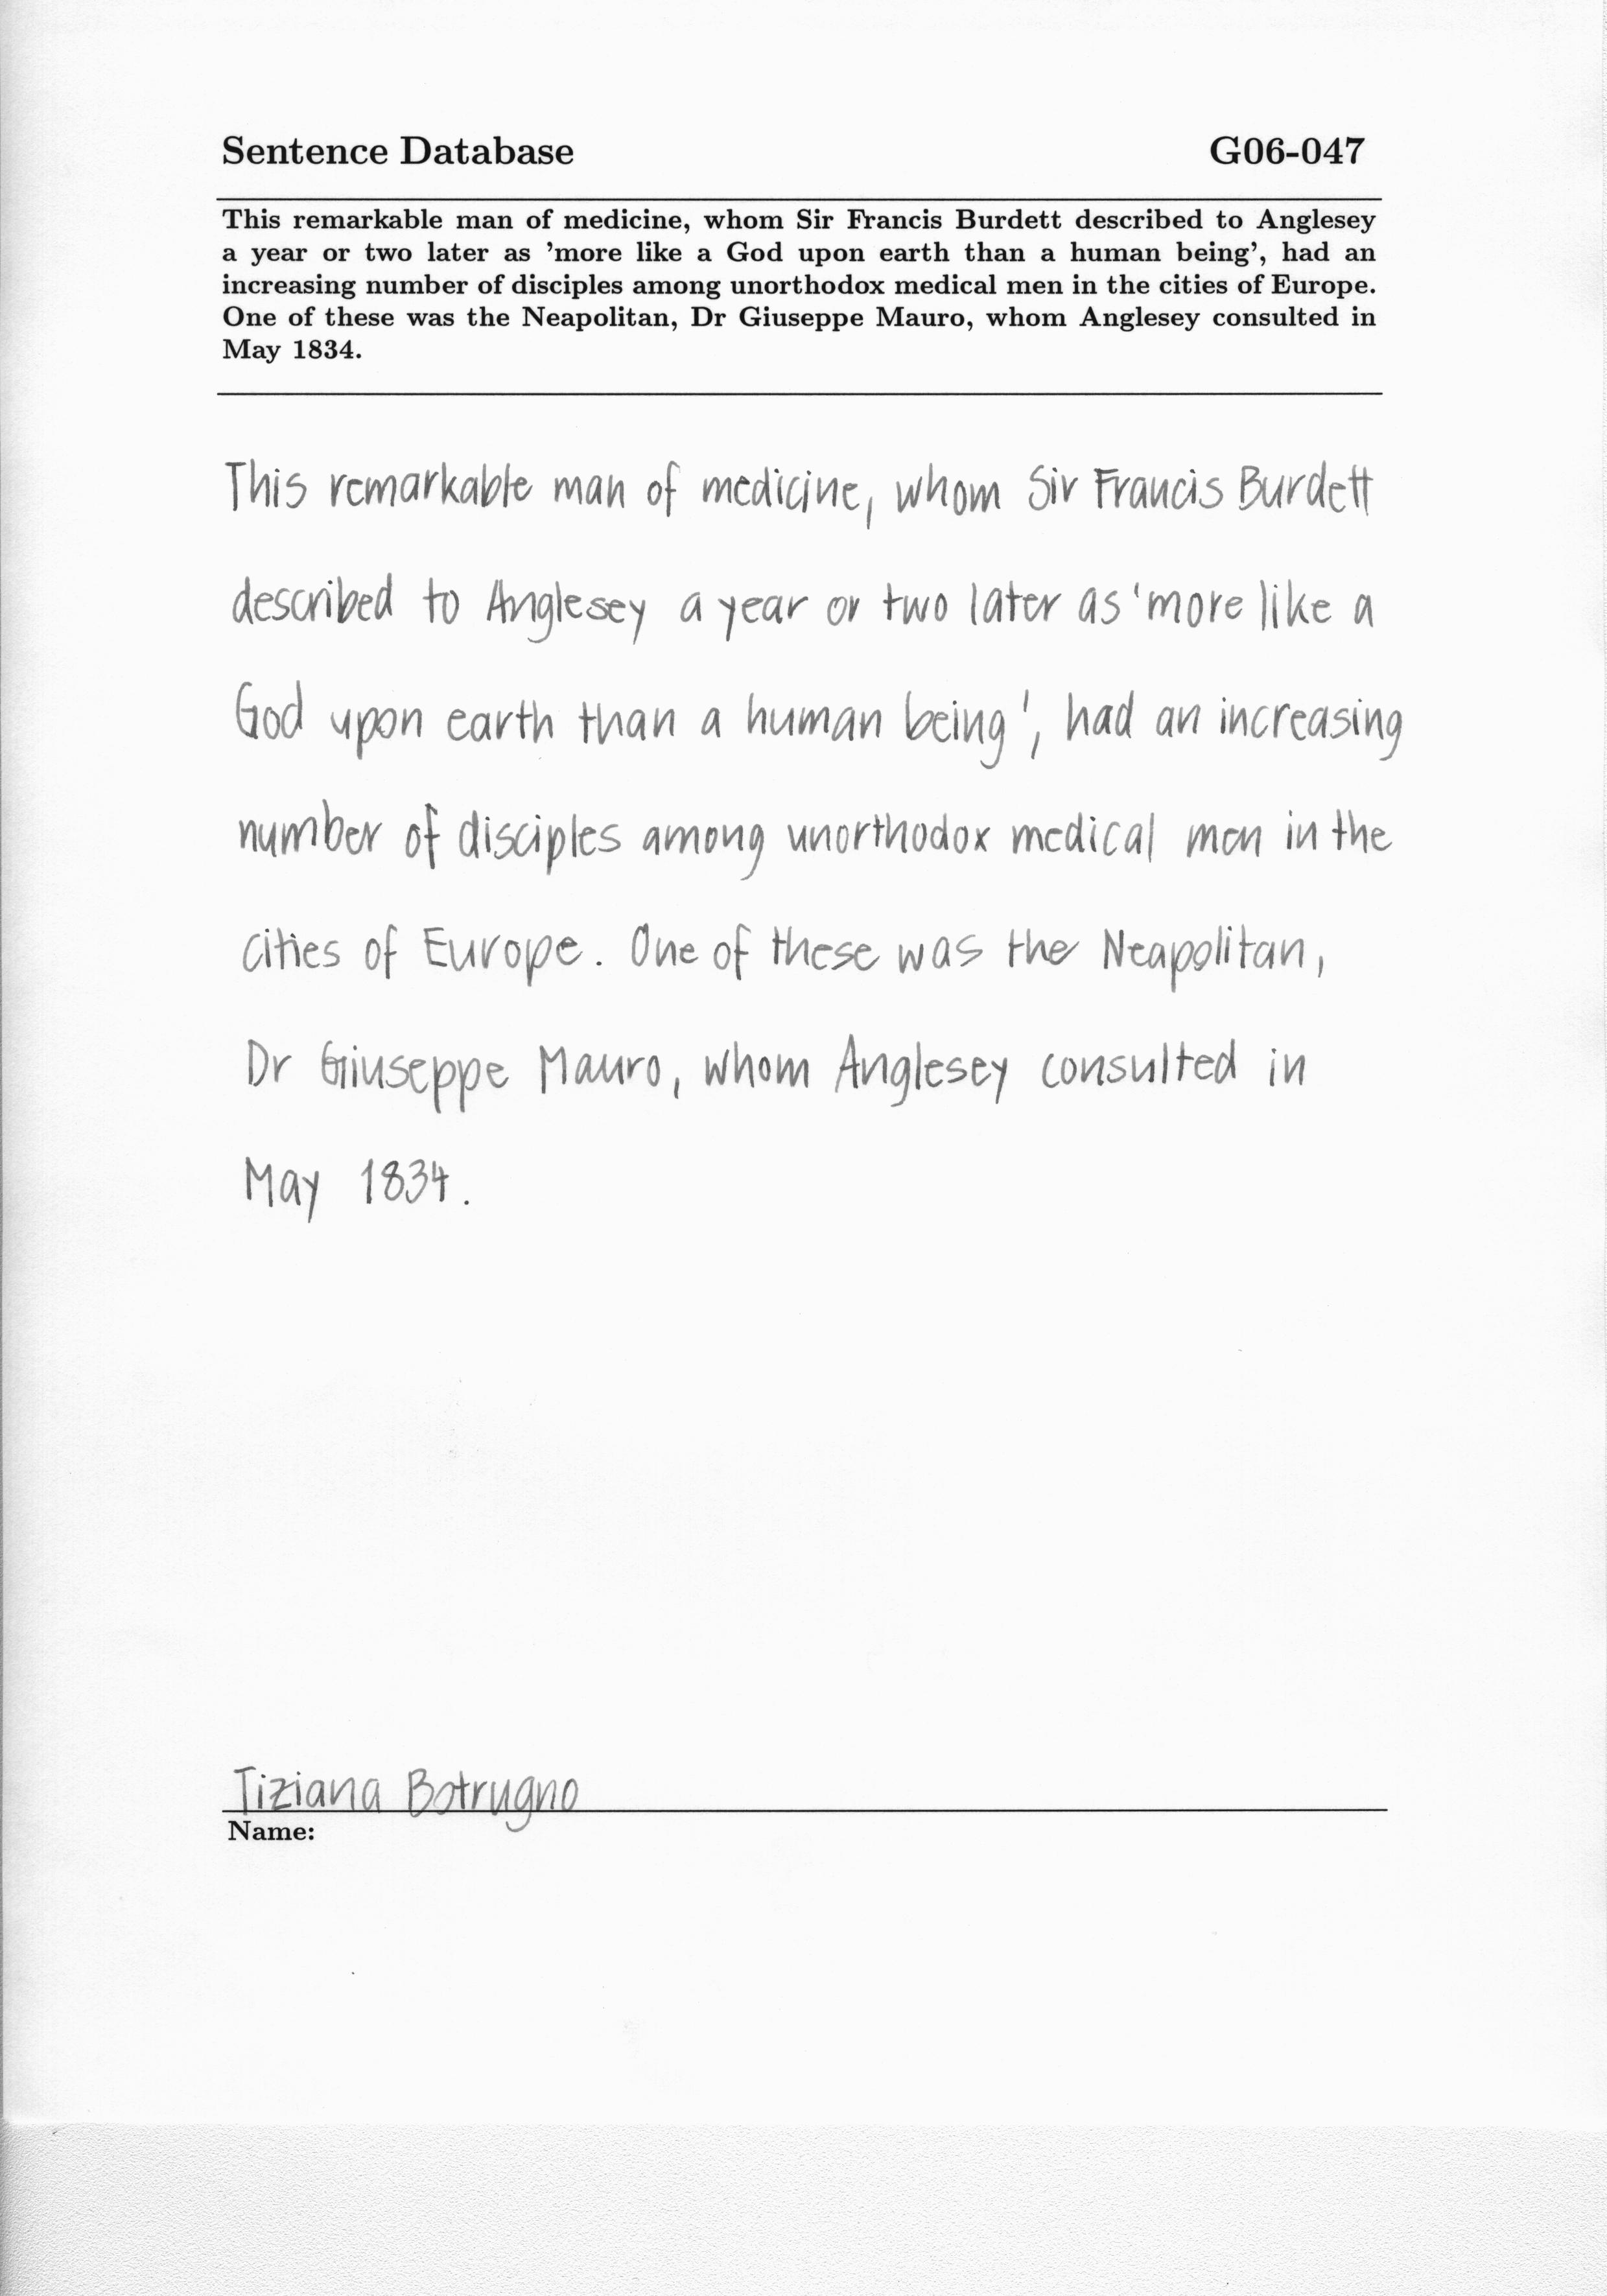 Sentence Database G06-047
This remarkable man of medicine, whom Sir Francis Burdett described to Anglesey
a year or two later as 'more like a God upon earth than a human being', had an
increasing number of disciples among unorthodox medical men in the cities of Europe.
One of these was the Neapolitan, Dr Giuseppe Mauro, whom Anglesey consulted in
May 1834.
This remarkable man of medicine, whom Sir Francis Burdett
described to Anglesey a year or two later as 'more like a
God upon earth than a human being', had an increasing
number of disciples among unorthodox medical men in the
cities of Europe. One of these was the Neapolitan,
Dr Giuseppe Mauro, whom Anglesey consulted in
May 1834.
Tiziana Botrugno
Name: